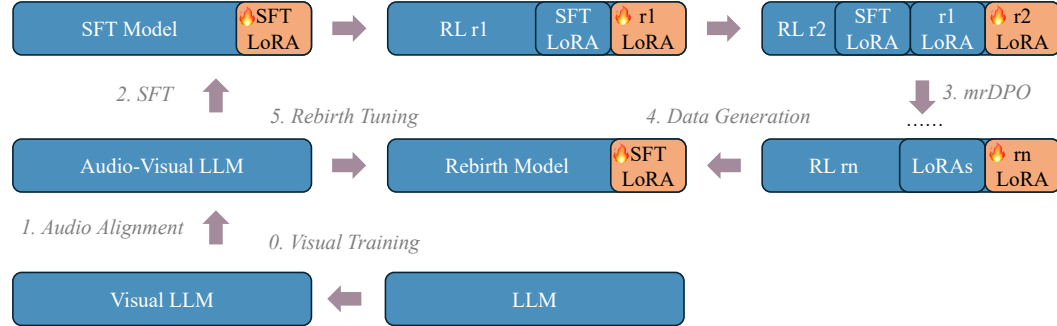 SFT Model
SFT
LoRA
RL r1
SFT
LoRA
r1
LoRA
RL r2
SFT
LoRA
r1
LoRA
r2
LoRA
2. SFT
3. mrDPO
5. Rebirth Tuning
4. Data Generation
......
Audio-Visual LLM
Rebirth Model
SFT
LoRA
RL rn
LoRAs
rn
LoRA
1. Audio Alignment
0. Visual Training
Visual LLM
LLM